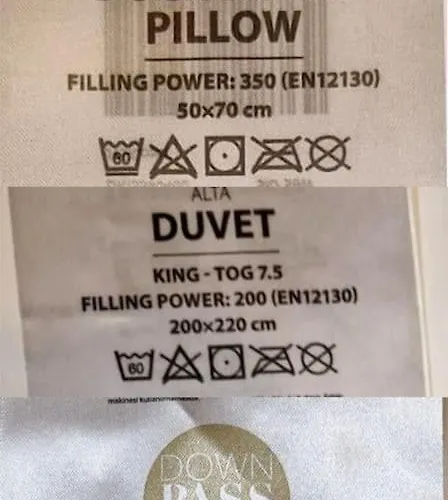 PILLOW
FILLING POWER: 350 (EN12130)
50x70 cm
60
ALTA
DUVET
KING - TOG 7.5
FILLING POWER: 200 (EN12130)
200x220 cm
60
DOWN
PASS